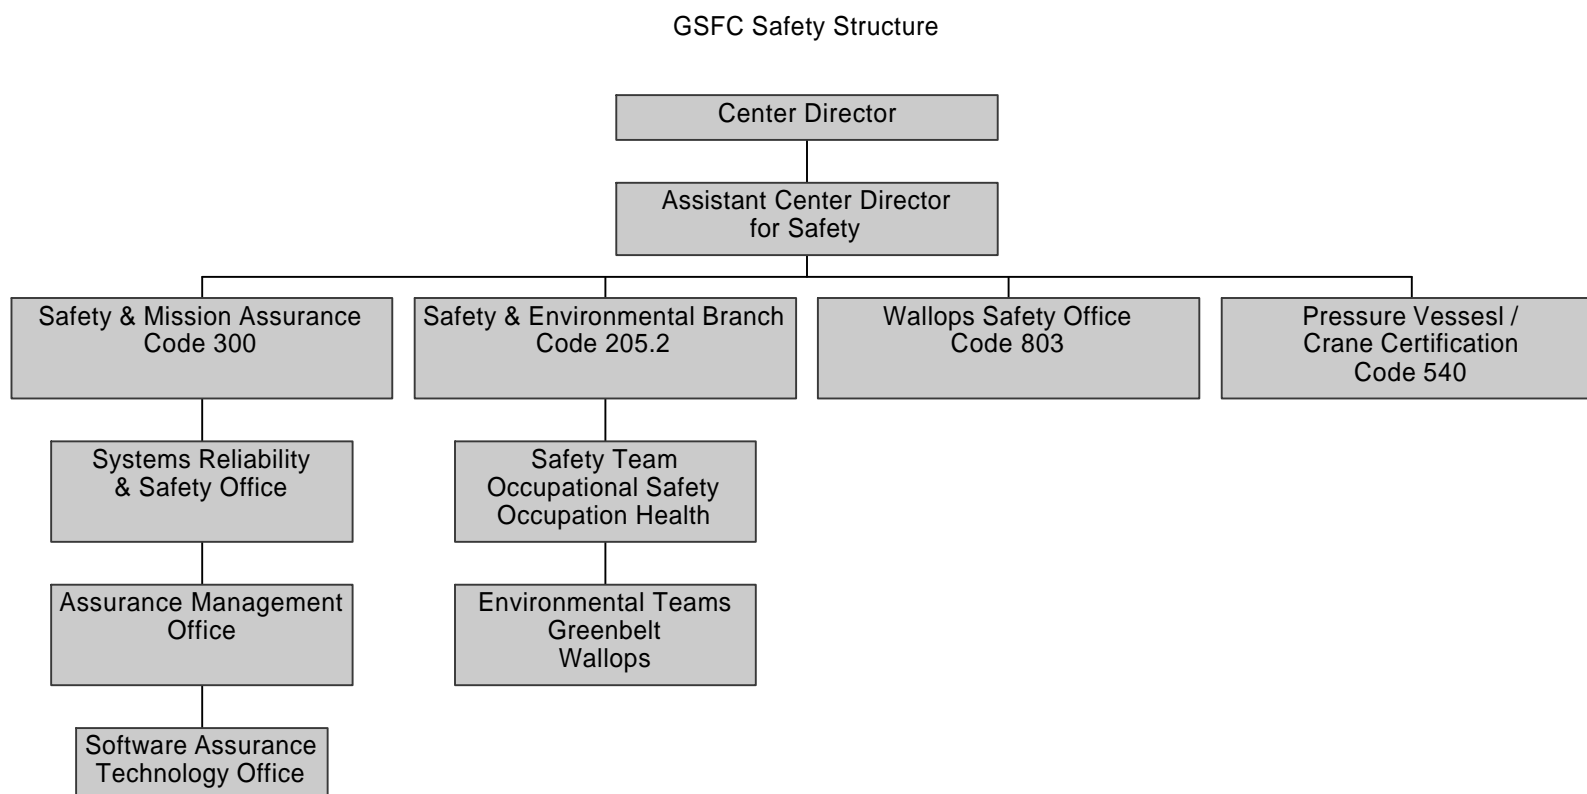 GSFC Safety Structure
Center Director
Assistant Center Director
for Safety
Safety & Mission Assurance
Code 300
Safety & Environmental Branch
Code 205.2
Wallops Safety Office
Code 803
Pressure Vessesl /
Crane Certification
Code 540
Systems Reliability
& Safety Office
Safety Team
Occupational Safety
Occupation Health
Assurance Management
Office
Environmental Teams
Greenbelt
Wallops
Software Assurance
Technology Office